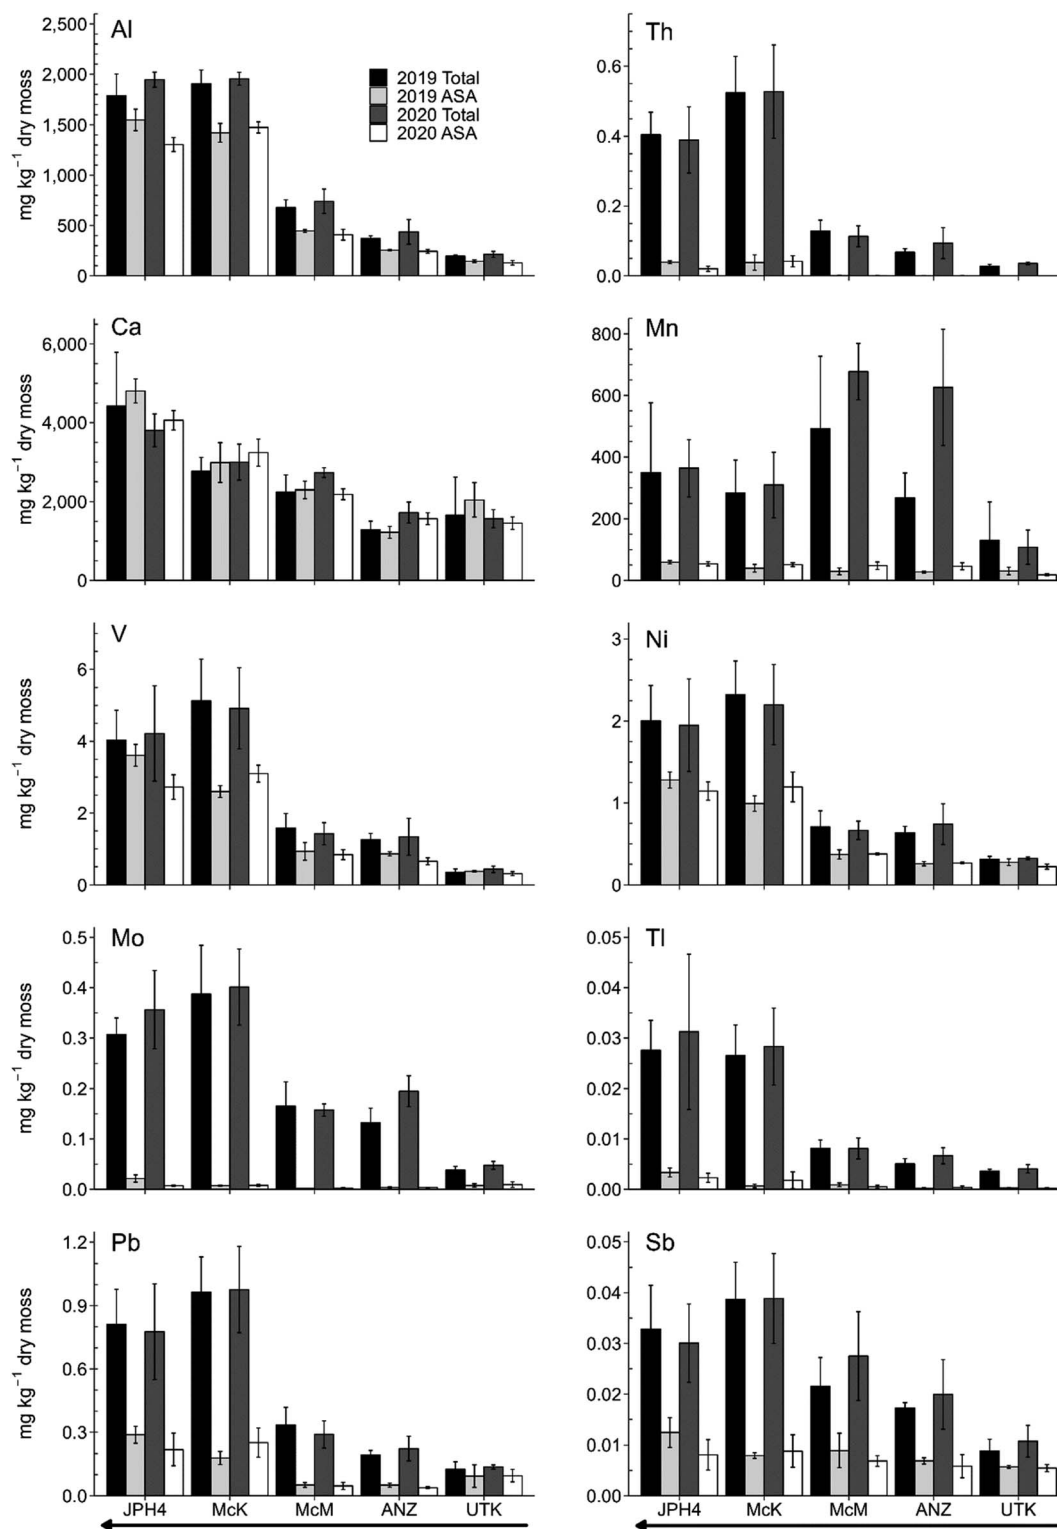 Al
2,500
2,000
1,500
1,000
500
0
mg kg⁻¹ dry moss
2019 Total
2019 ASA
2020 Total
2020 ASA
Th
0.6
0.4
0.2
0.0
Ca
6,000
4,000
2,000
0
mg kg⁻¹ dry moss
Mn
800
600
400
200
0
V
6
4
2
0
mg kg⁻¹ dry moss
Ni
3
2
1
0
Mo
0.5
0.4
0.3
0.2
0.1
0.0
mg kg⁻¹ dry moss
Tl
0.05
0.04
0.03
0.02
0.01
0.00
Pb
1.2
0.9
0.6
0.3
0.0
mg kg⁻¹ dry moss
JPH4 McK McM ANZ UTK
Sb
0.05
0.04
0.03
0.02
0.01
0.00
JPH4 McK McM ANZ UTK